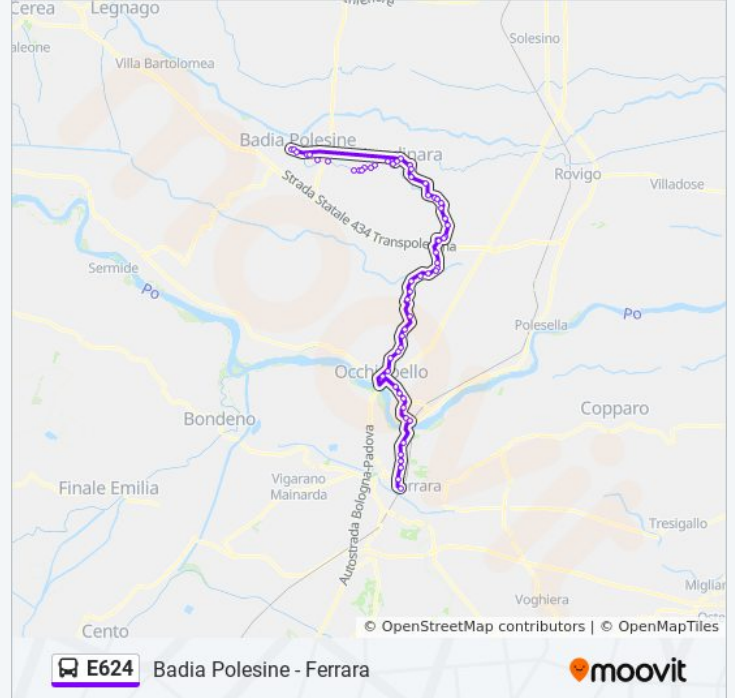 Cerea
Legnago
Solesino
Villa Bartolomea
Badia Polesine
Rovigo
Villadose
Strada Statale 434 Transpole
Sermide
Po
Po
Polesella
Occhiobello
Copparo
Bondeno
Autostrada Bologna-Padova
Finale Emilia
Vigarano
Mainarda
Ferrara
Tresigallo
Voghiera
Cento
moovit
© OpenStreetMap contributors | © OpenMapTiles
E624 Badia Polesine - Ferrara
moovit